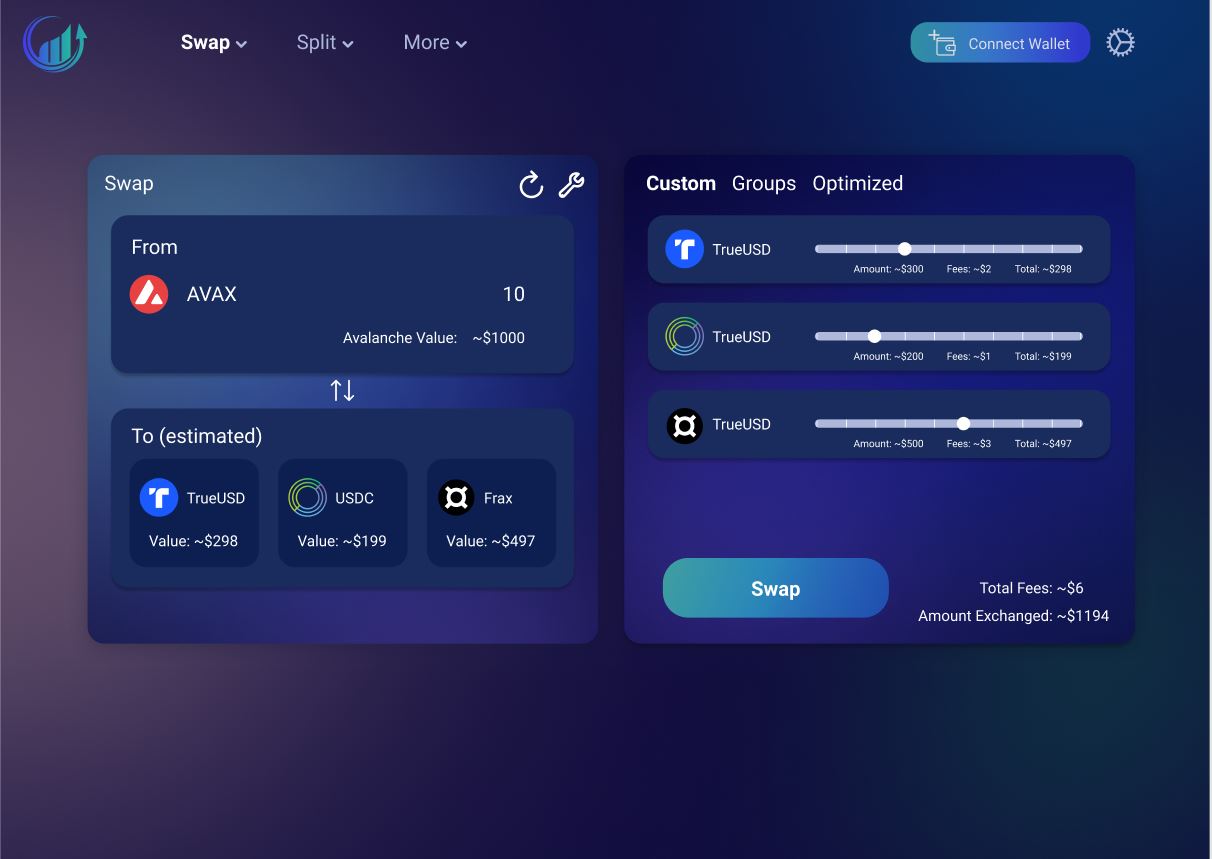 Swap Split More Connect Wallet
Swap
From
AVAX 10
Avalanche Value: ~$1000
To (estimated)
TrueUSD USDC Frax
Value: ~$298 Value: ~$199 Value: ~$497
Custom Groups Optimized
TrueUSD
Amount: ~$300 Fees: ~$2 Total: ~$298
TrueUSD
Amount: ~$200 Fees: ~$1 Total: ~$199
TrueUSD
Amount: ~$500 Fees: ~$3 Total: ~$497
Swap
Total Fees: ~$6
Amount Exchanged: ~$1194